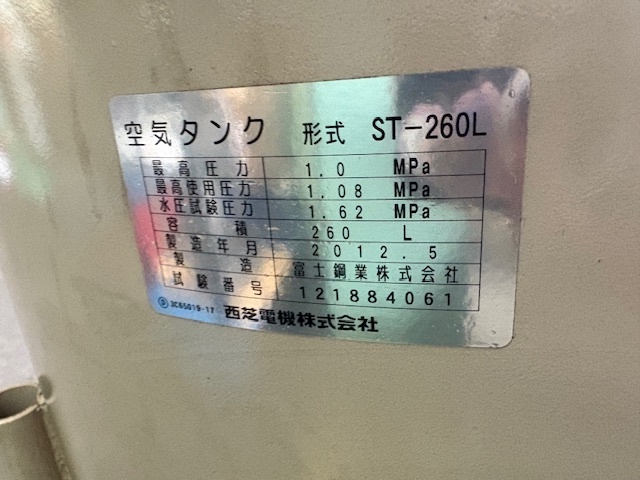 空気タンク 形式 ST-260L
最高圧力 1.0 MPa
最高使用圧力 1.08 MPa
水圧試験圧力 1.62 MPa
容積 260 L
製造年月 2012.5
製造 富士鋼業株式会社
試験番号 121884061
3C65619-17 西芝電機株式会社